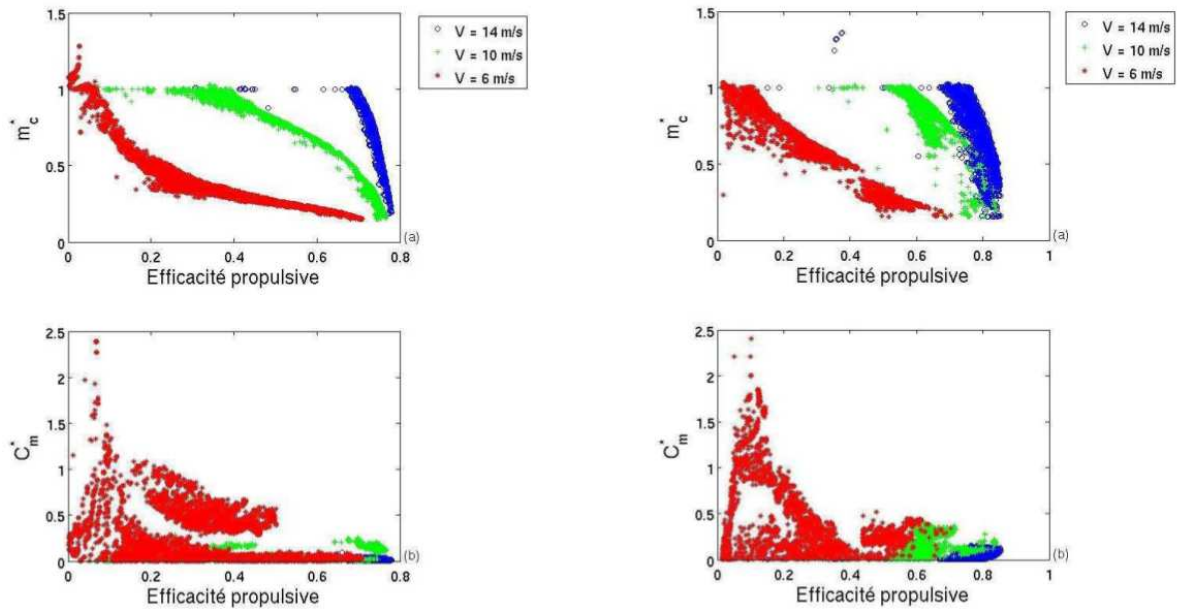 1.5
1
0.5
0
m*c
0 0.2 0.4 0.6 0.8
Efficacité propulsive
(a)
V = 14 m/s
V = 10 m/s
V = 6 m/s
1.5
1
0.5
0
m*c
0 0.2 0.4 0.6 0.8 1
Efficacité propulsive
(a)
V = 14 m/s
V = 10 m/s
V = 6 m/s
2.5
2
1.5
1
0.5
0
C*m
0 0.2 0.4 0.6 0.8
Efficacité propulsive
(b)
2.5
2
1.5
1
0.5
0
C*m
0 0.2 0.4 0.6 0.8 1
Efficacité propulsive
(b)